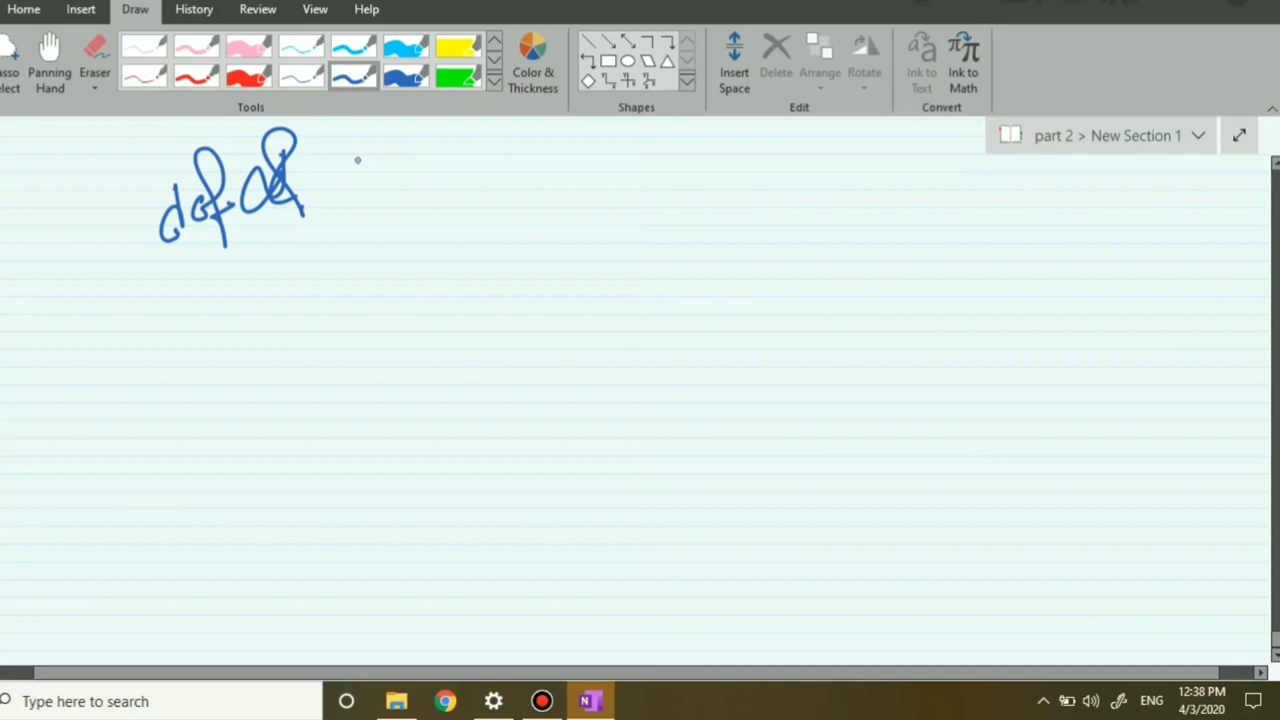 Home Insert Draw History Review View Help
asso Panning Eraser Color & Insert Delete Arrange Rotate Ink to Ink to
elect Hand Thickness Space Text Math
Tools Shapes Edit Convert
part 2 > New Section 1
Type here to search
ENG 12:38 PM
4/3/2020